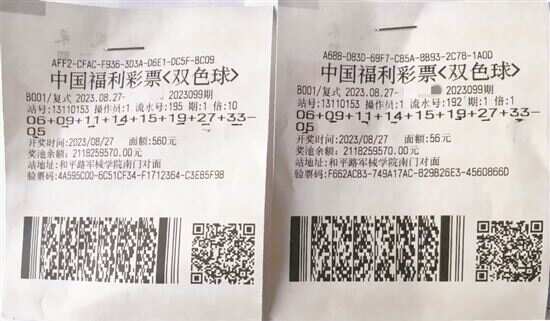 AFF2-CFAC-F936-3D3A-D6E1-DC5F-BC09
中国福利彩票<双色球>
B001/复式 2023.08.27- 2023099期
站号:13110153 操作员:1 流水号:195 期:1 倍:10
06+09+11+14+15+19+27+33-
05
开奖时间:2023/08/27 面额:560元
奖池余额:2118259570.00元
站地址:和平路军械学院南门对面
验票码:4A595C00-6C51CF34-F1712364-C3E85F98
A6BB-0B3D-69F7-C85A-BB93-2C7B-1A0D
中国福利彩票<双色球>
B001/复式 2023.08.27- 2023099期
站号:13110153 操作员:1 流水号:192 期:1 倍:1
06+09+11+14+15+19+27+33-
05
开奖时间:2023/08/27 面额:56元
奖池余额:2118259570.00元
站地址:和平路军械学院南门对面
验票码:F662ACB3-749A17AC-829B26E3-4560866D